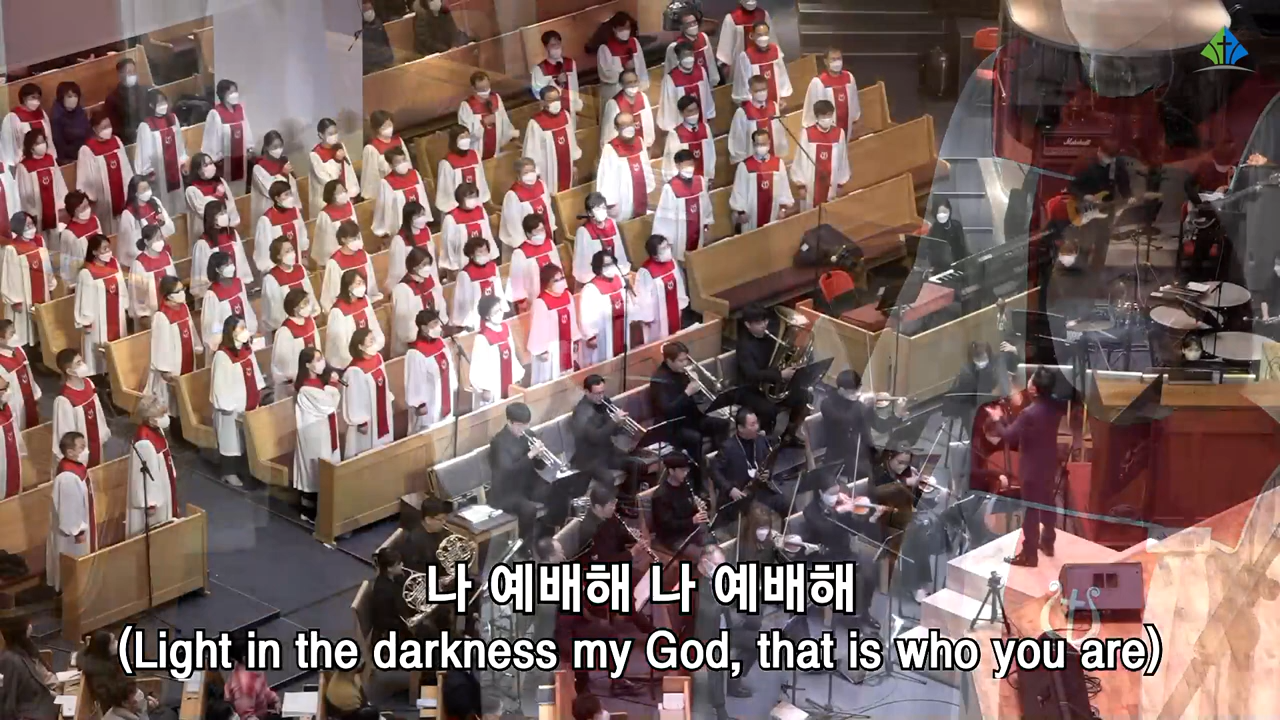 Marshall
나 예배해 나 예배해
(Light in the darkness my God, that is who you are)